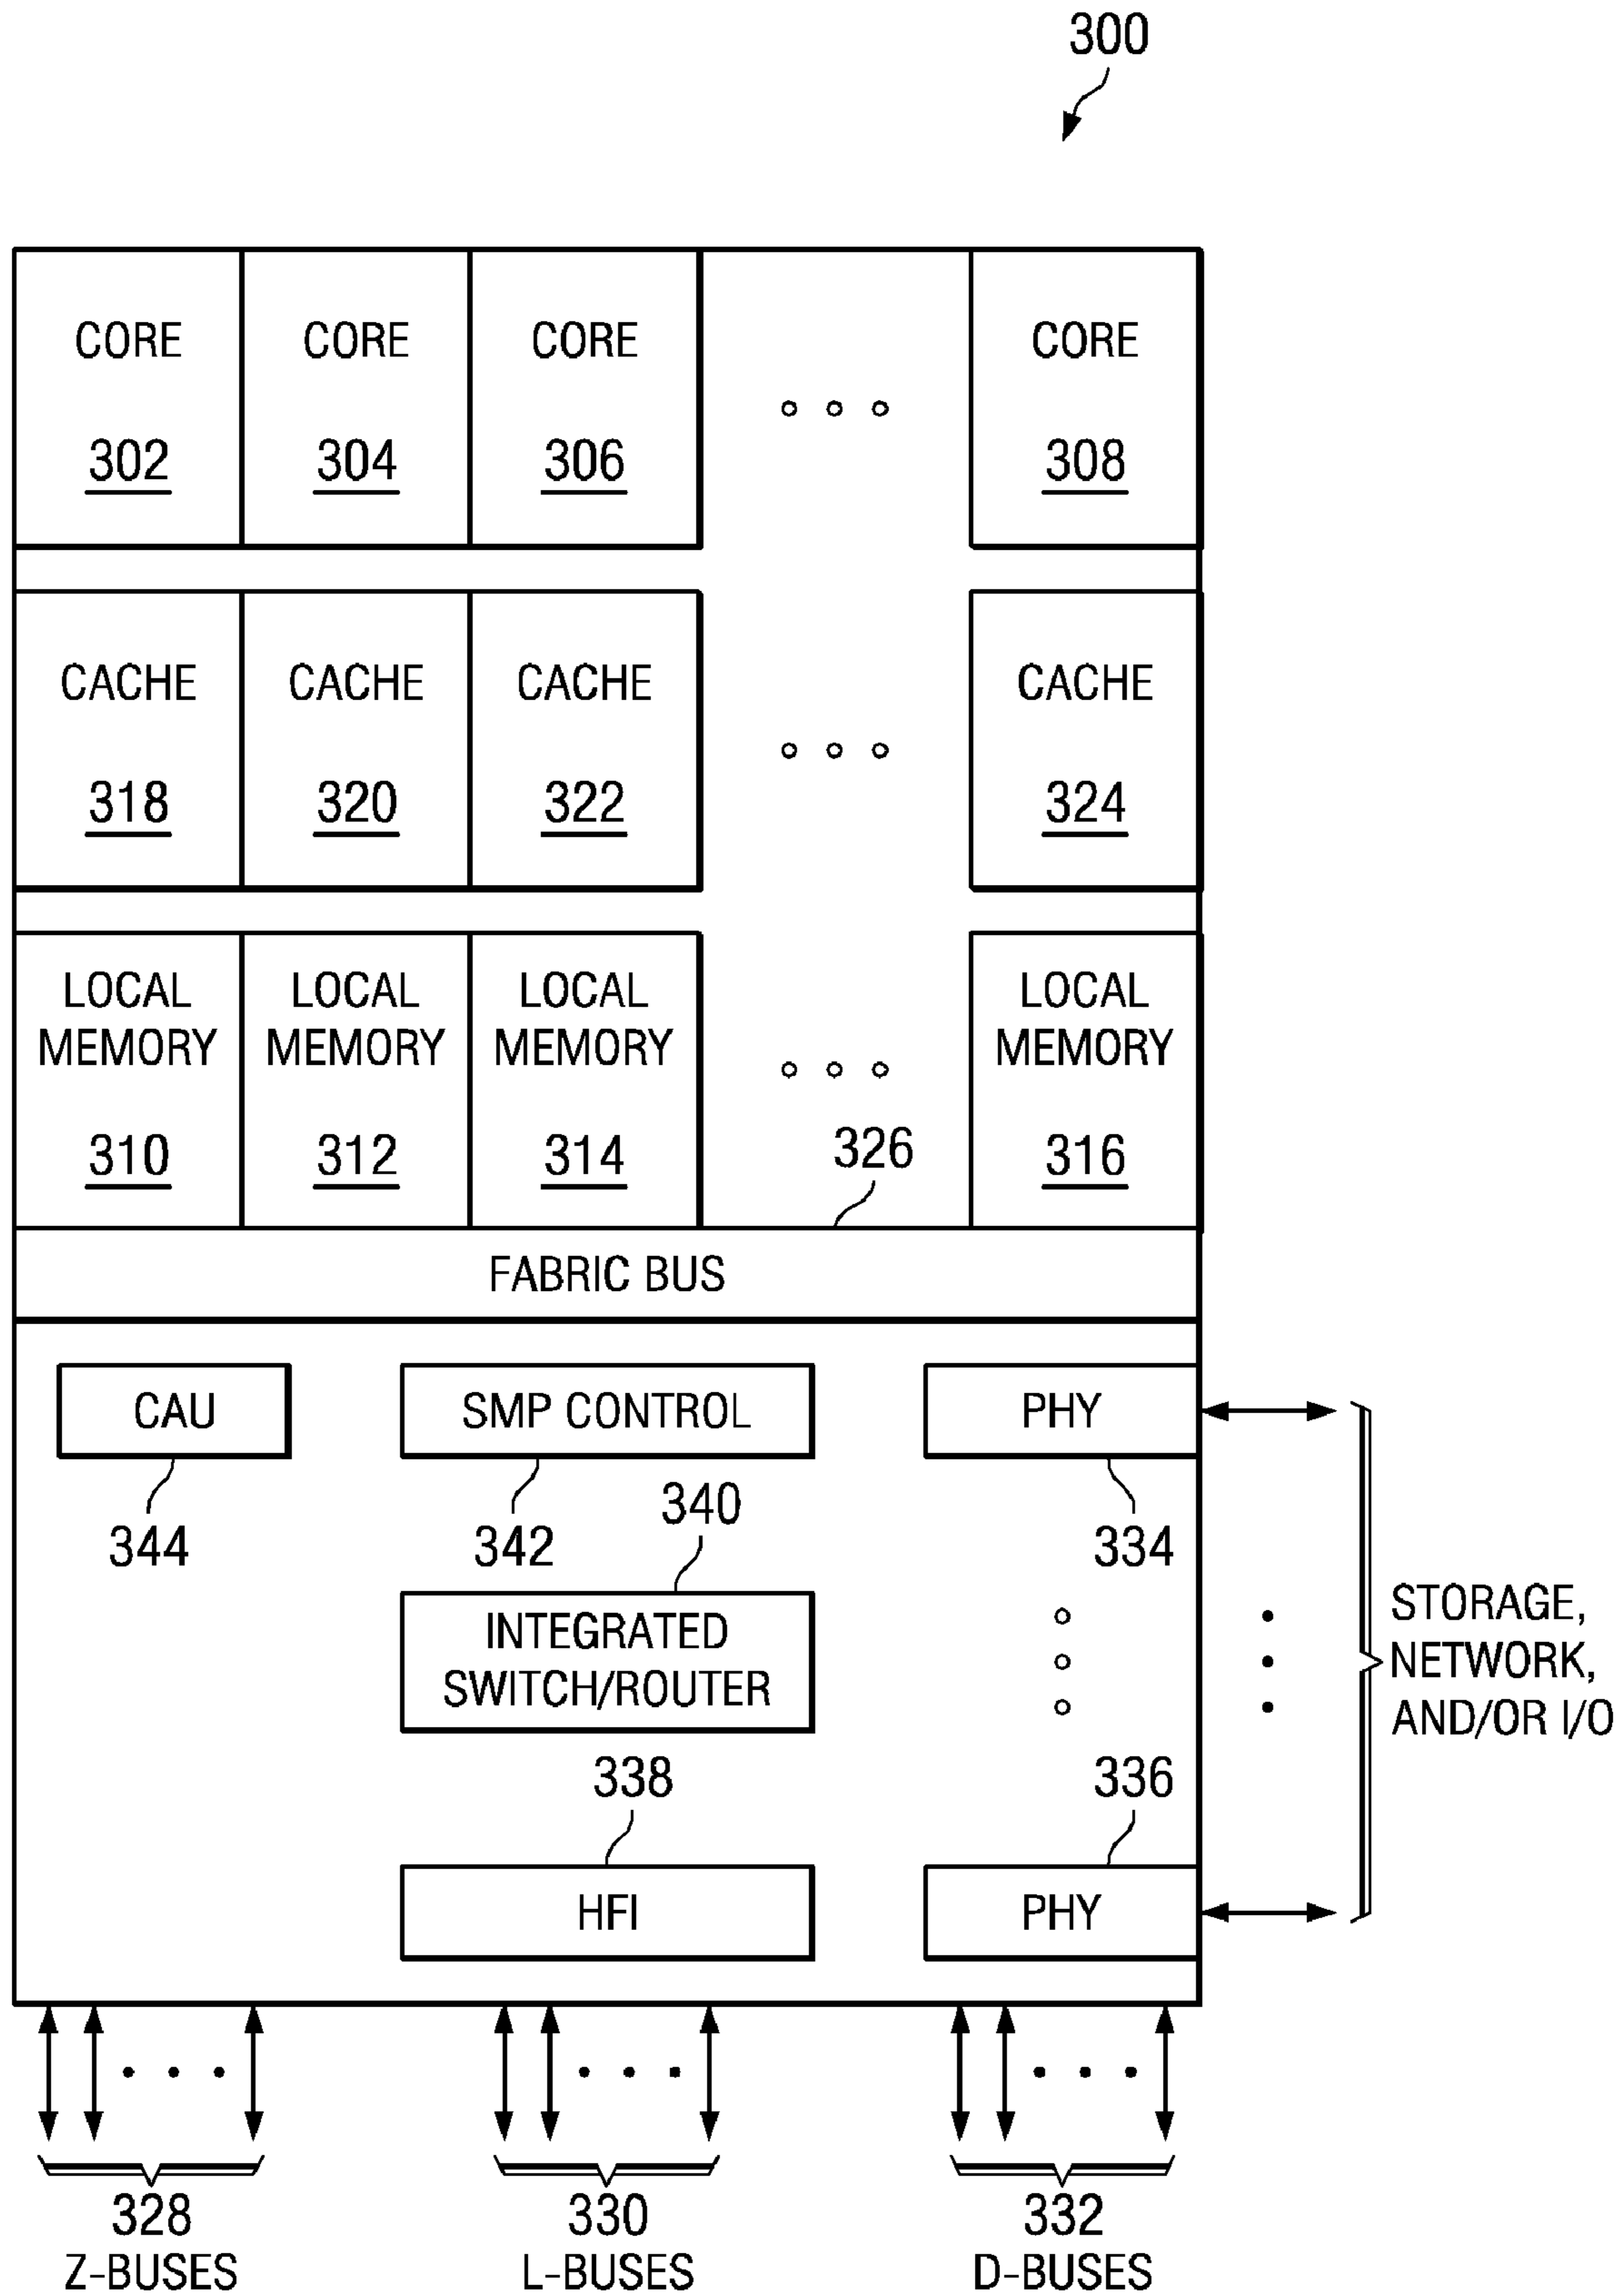 300
CORE CORE CORE CORE
302 304 306 308
CACHE CACHE CACHE CACHE
318 320 322 324
LOCAL MEMORY LOCAL MEMORY LOCAL MEMORY LOCAL MEMORY
310 312 314 316
326
FABRIC BUS
CAU SMP CONTROL PHY
344 342 334
340
INTEGRATED
SWITCH/ROUTER
STORAGE,
NETWORK,
AND/OR I/O
338 336
HFI PHY
328 330 332
Z-BUSES L-BUSES D-BUSES